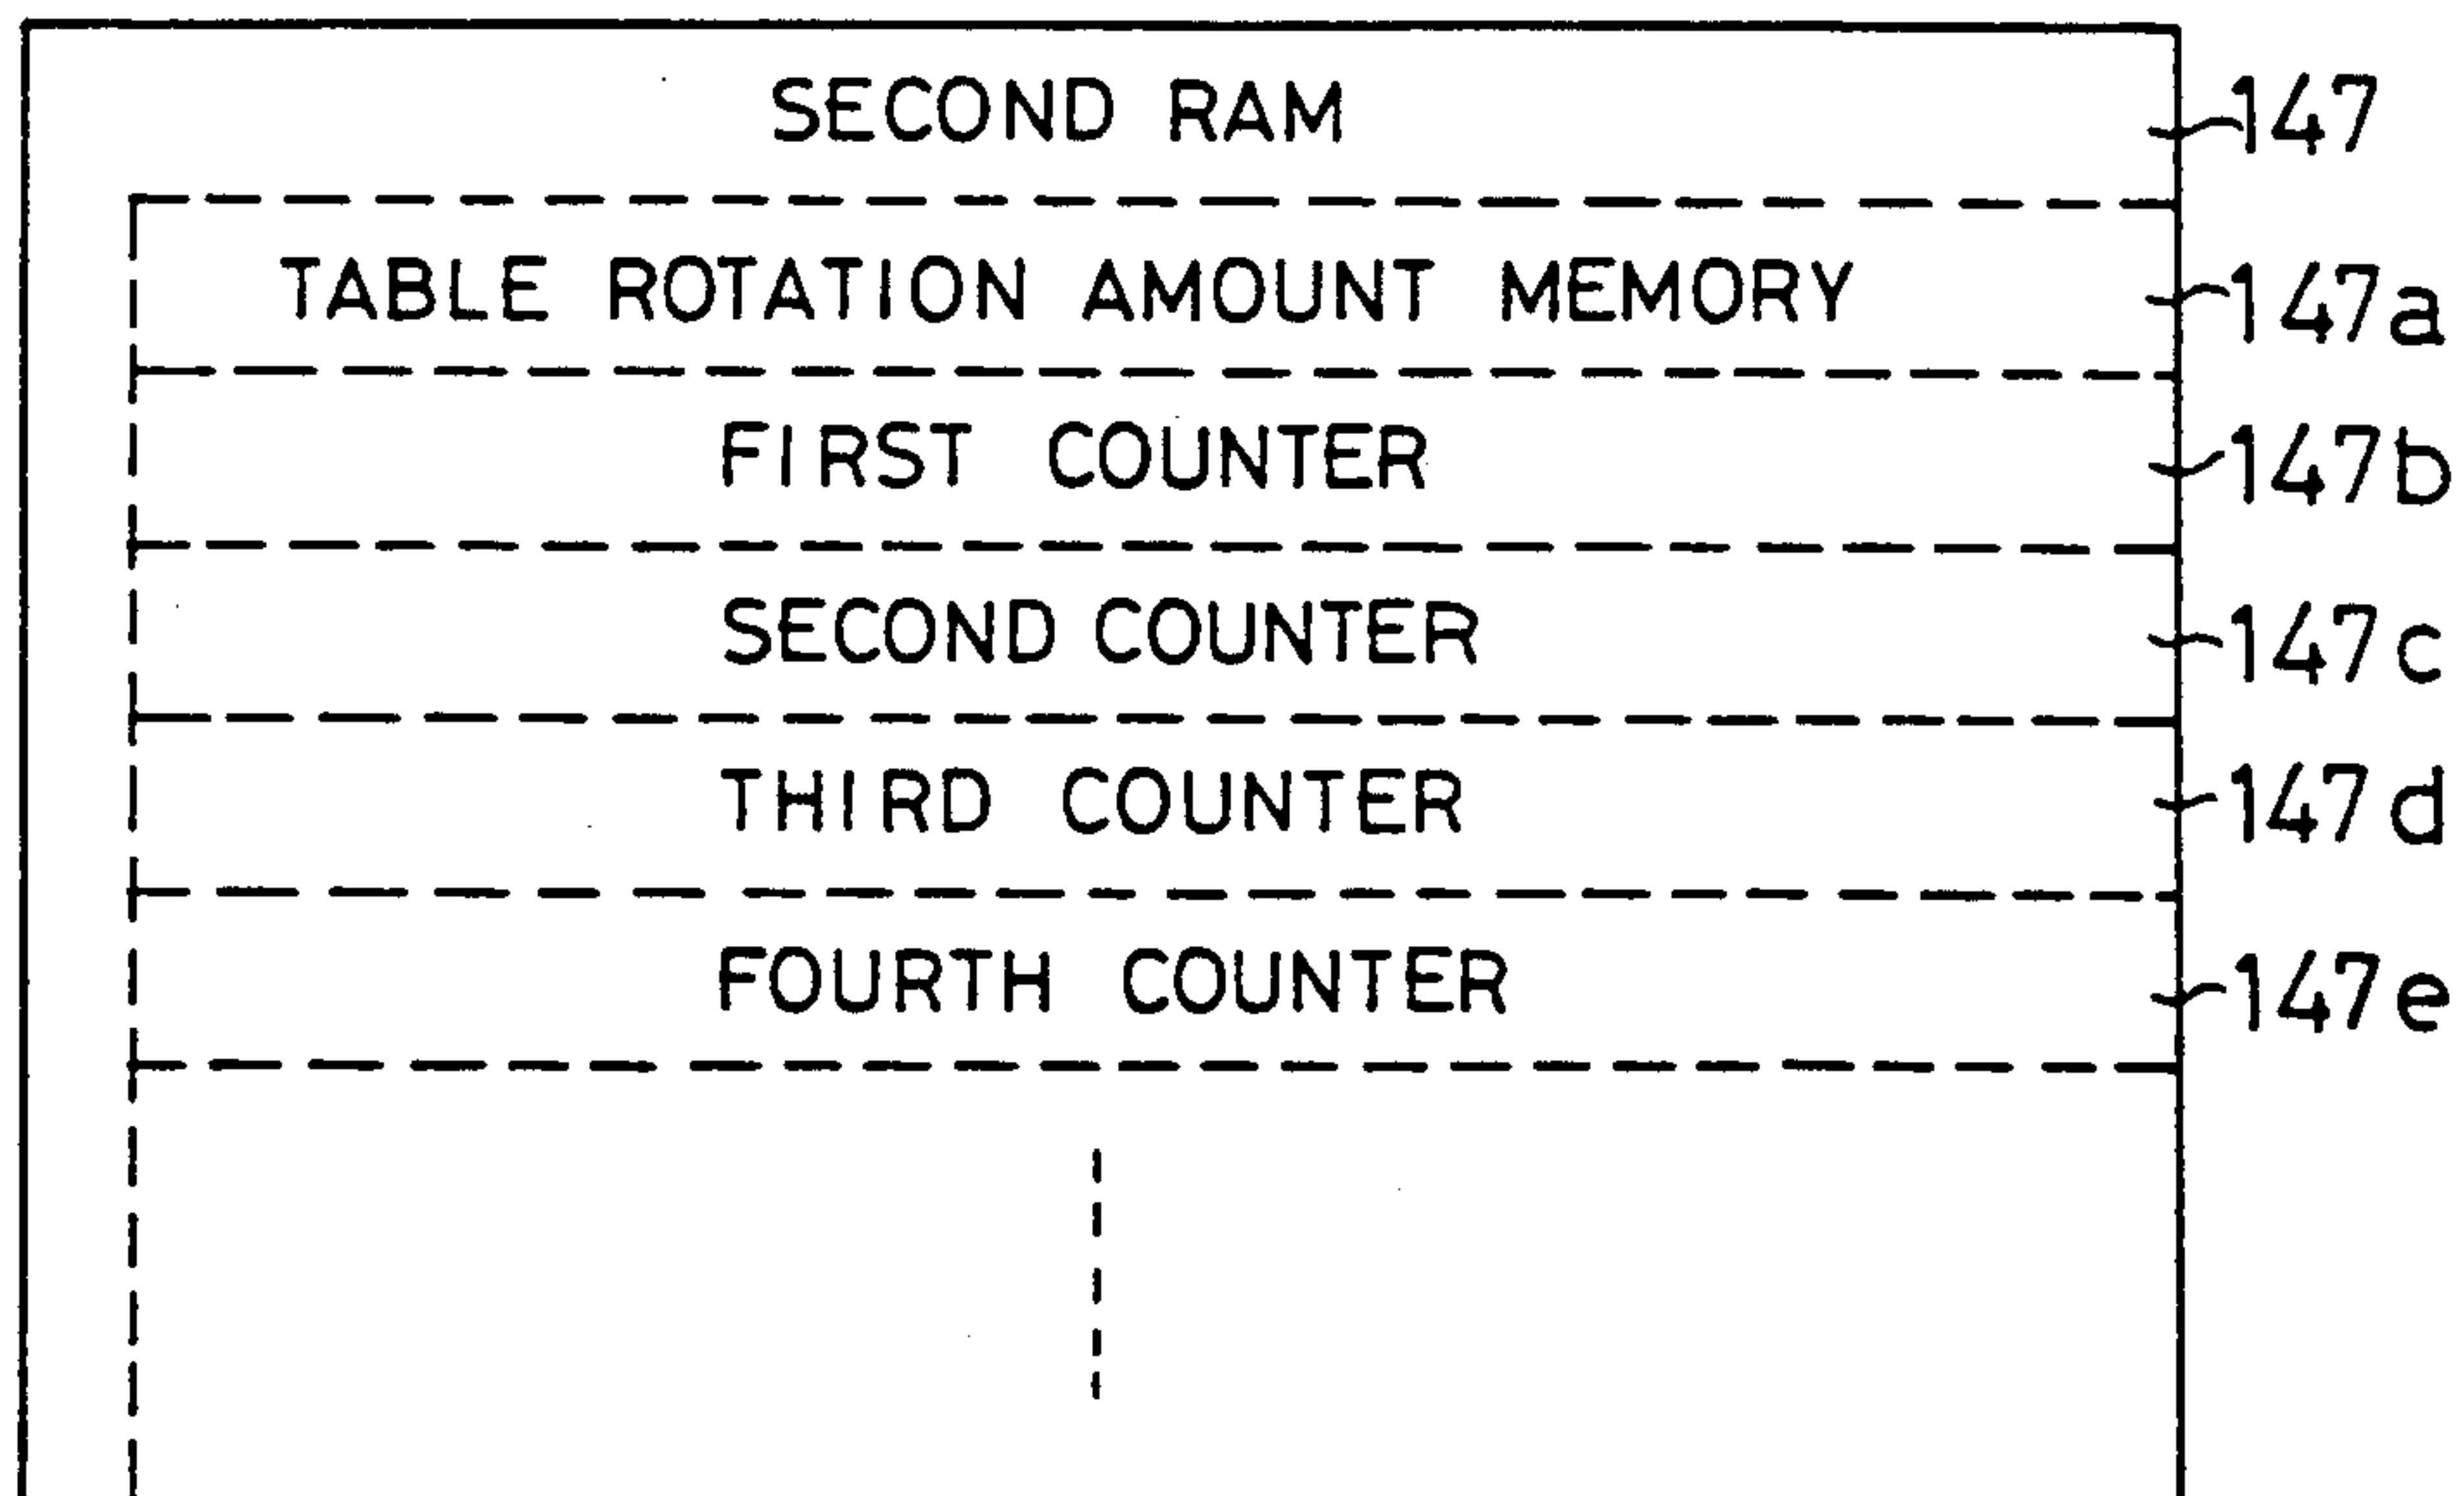 SECOND RAM 147
TABLE ROTATION AMOUNT MEMORY 147a
FIRST COUNTER 147b
SECOND COUNTER 147c
THIRD COUNTER 147d
FOURTH COUNTER 147e